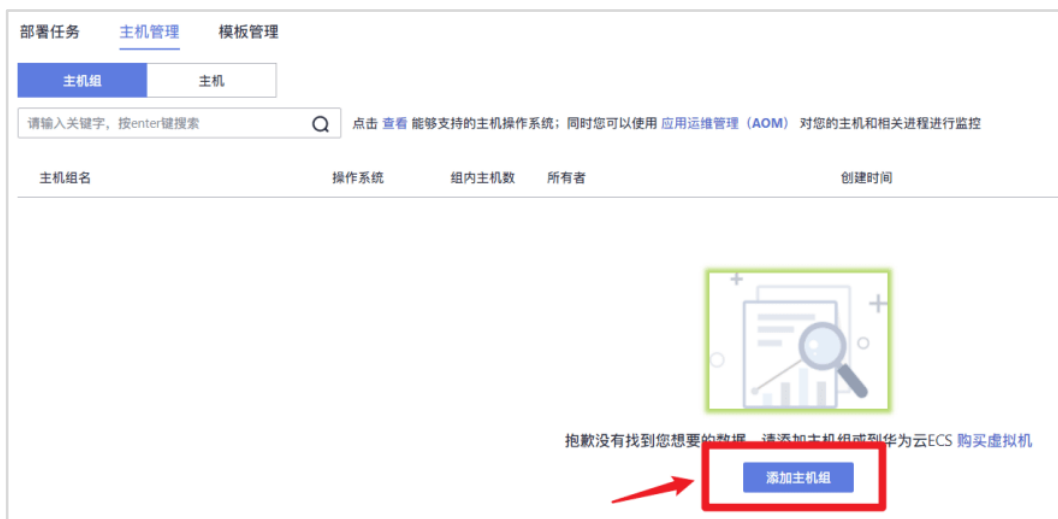 部署任务 主机管理 模板管理
主机组 主机
请输入关键字，按enter键搜索 点击 查看 能够支持的主机操作系统；同时您可以使用 应用运维管理（AOM） 对您的主机和相关进程进行监控
主机组名 操作系统 组内主机数 所有者 创建时间
抱歉没有找到您想要的数据，请添加主机组或到华为云ECS 购买虚拟机
添加主机组